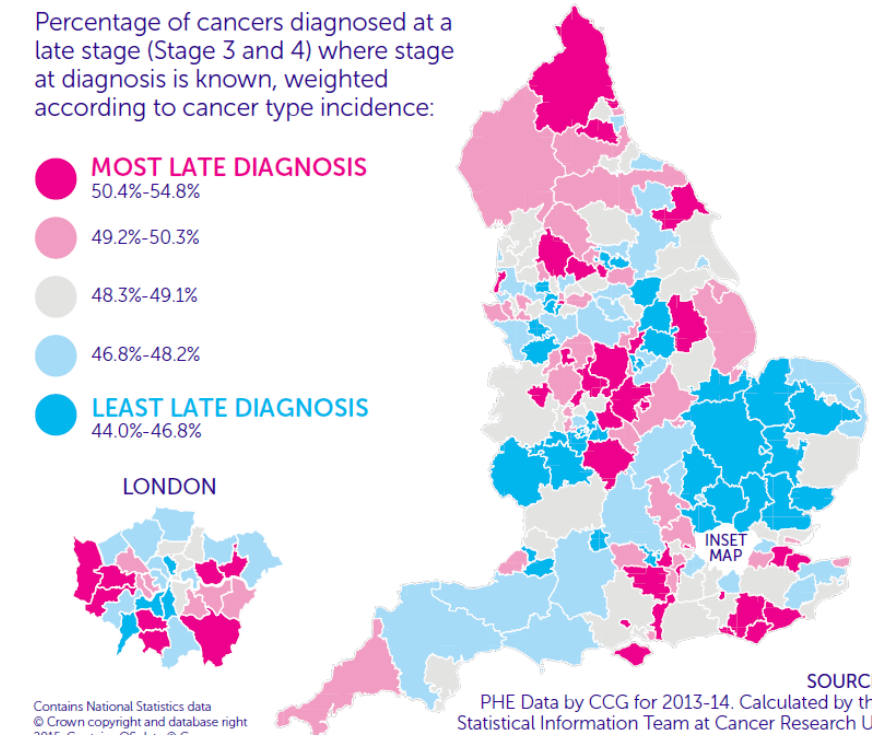 Percentage of cancers diagnosed at a
late stage (Stage 3 and 4) where stage
at diagnosis is known, weighted
according to cancer type incidence:
MOST LATE DIAGNOSIS
50.4%-54.8%
49.2%-50.3%
48.3%-49.1%
46.8%-48.2%
LEAST LATE DIAGNOSIS
44.0%-46.8%
LONDON
INSET
MAP
Contains National Statistics data
© Crown copyright and database right
SOURC
PHE Data by CCG for 2013-14. Calculated by th
Statistical Information Team at Cancer Research U